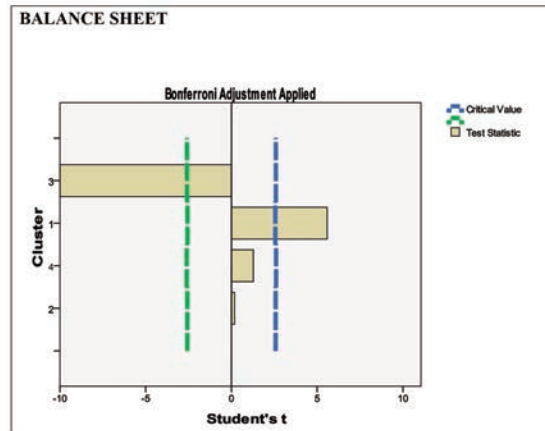 BALANCE SHEET
Bonferroni Adjustment Applied
Critical Value
Test Statistic
Cluster
3
1
4
2
-10
-5
0
5
10
Student's t